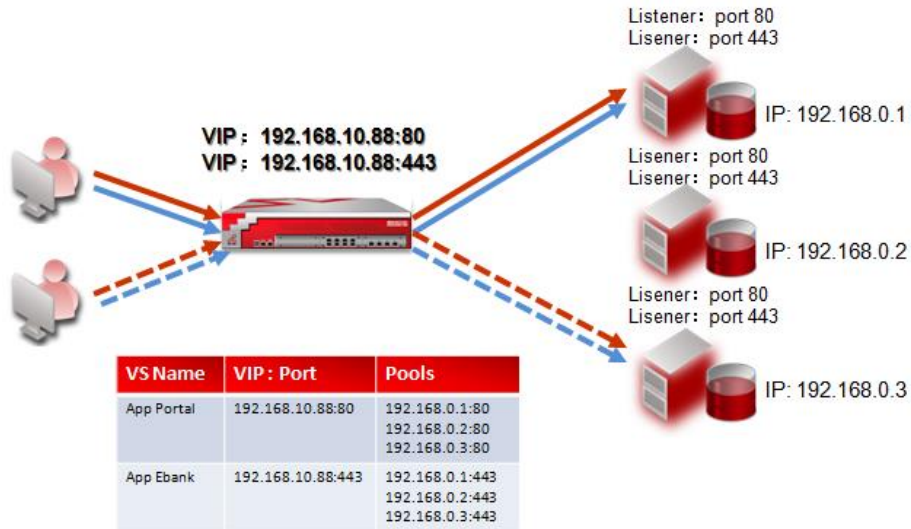 Listener：port 80
Lisener：port 443
IP: 192.168.0.1
VIP：192.168.10.88:80
VIP：192.168.10.88:443
Lisener：port 80
Lisener：port 443
IP: 192.168.0.2
Lisener：port 80
Lisener：port 443
IP: 192.168.0.3
VS Name VIP : Port Pools
App Portal 192.168.10.88:80 192.168.0.1:80
192.168.0.2:80
192.168.0.3:80
App Ebank 192.168.10.88:443 192.168.0.1:443
192.168.0.2:443
192.168.0.3:443